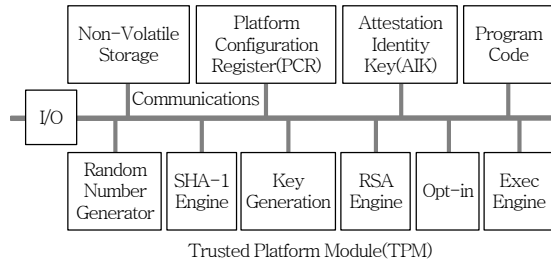 Non-Volatile
Storage
Platform
Configuration
Register(PCR)
Attestation
Identity
Key(AIK)
Program
Code
Communications
I/O
Random
Number
Generator
SHA-1
Engine
Key
Generation
RSA
Engine
Opt-in
Exec
Engine
Trusted Platform Module(TPM)